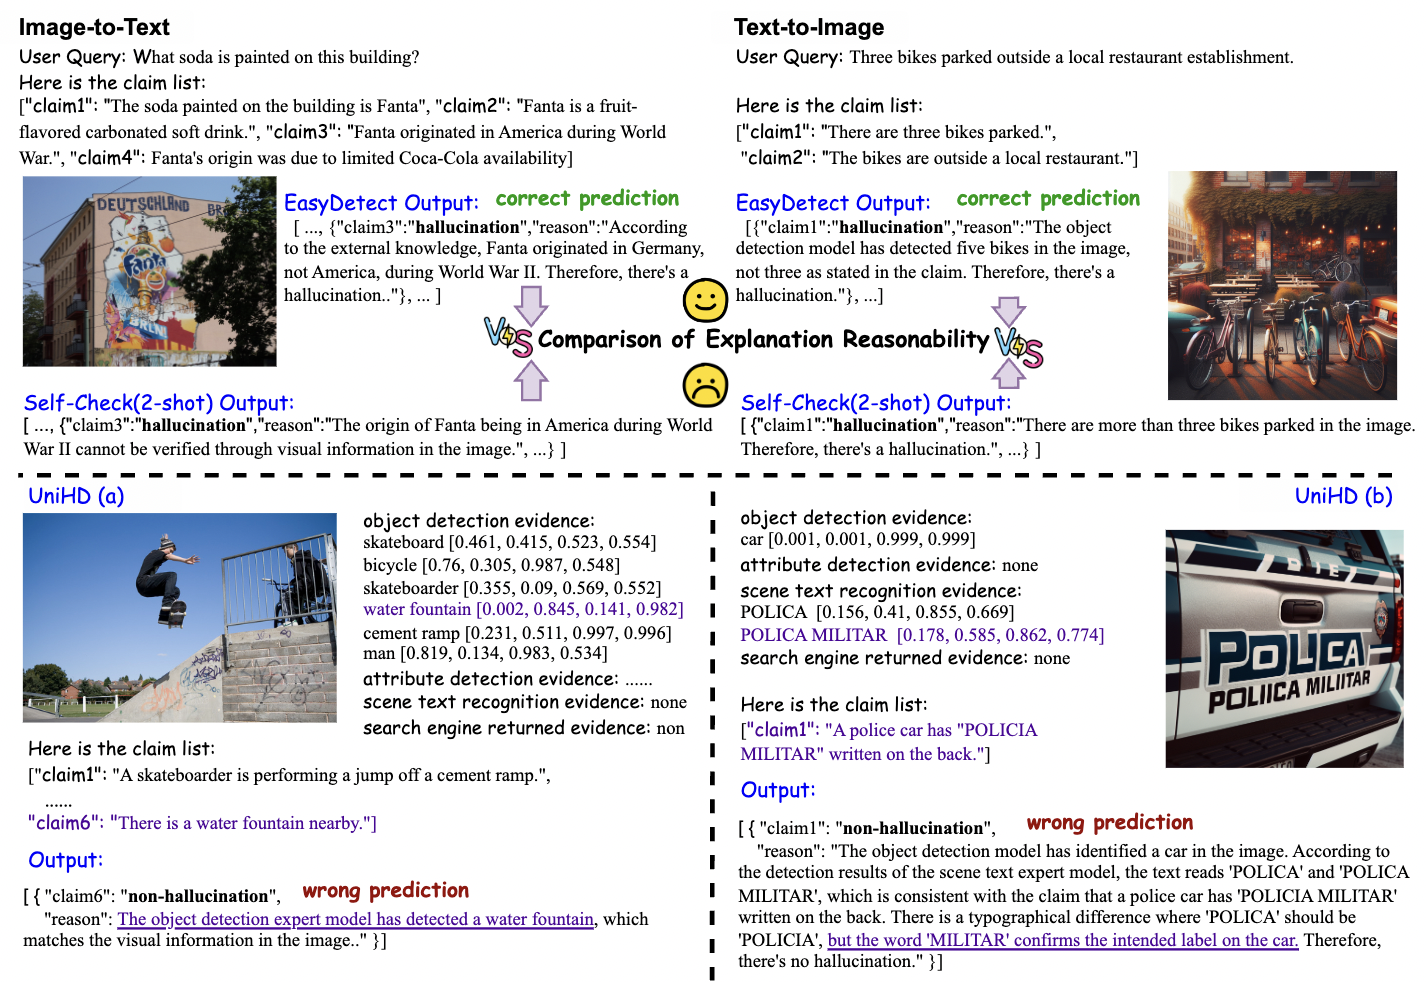 Image-to-Text
User Query: What soda is painted on this building?
Here is the claim list:
["claim1": "The soda painted on the building is Fanta", "claim2": "Fanta is a fruit-
flavored carbonated soft drink.", "claim3": "Fanta originated in America during World
War.", "claim4": Fanta's origin was due to limited Coca-Cola availability]
DEUTSCHLAND
Fanta
EasyDetect Output: correct prediction
[ ..., {"claim3":"hallucination","reason":"According
to the external knowledge, Fanta originated in Germany,
not America, during World War II. Therefore, there's a
hallucination.."}, ... ]
Text-to-Image
User Query: Three bikes parked outside a local restaurant establishment.
Here is the claim list:
["claim1": "There are three bikes parked.",
"claim2": "The bikes are outside a local restaurant."]
EasyDetect Output: correct prediction
[{"claim1":"hallucination","reason":"The object
detection model has detected five bikes in the image,
not three as stated in the claim. Therefore, there's a
hallucination."}, ...]
VS Comparison of Explanation Reasonability VS
Self-Check(2-shot) Output:
[ ..., {"claim3":"hallucination","reason":"The origin of Fanta being in America during World
War II cannot be verified through visual information in the image.", ...} ]
Self-Check(2-shot) Output:
[ {"claim1":"hallucination","reason":"There are more than three bikes parked in the image.
Therefore, there's a hallucination.", ...} ]
UniHD (a)
object detection evidence:
skateboard [0.461, 0.415, 0.523, 0.554]
bicycle [0.76, 0.305, 0.987, 0.548]
skateboarder [0.355, 0.09, 0.569, 0.552]
water fountain [0.002, 0.845, 0.141, 0.982]
cement ramp [0.231, 0.511, 0.997, 0.996]
man [0.819, 0.134, 0.983, 0.534]
attribute detection evidence: ......
scene text recognition evidence: none
search engine returned evidence: non
Here is the claim list:
["claim1": "A skateboarder is performing a jump off a cement ramp.",
......
"claim6": "There is a water fountain nearby."]
Output:
[ { "claim6": "non-hallucination", wrong prediction
"reason": The object detection expert model has detected a water fountain, which
matches the visual information in the image.." }]
UniHD (b)
object detection evidence:
car [0.001, 0.001, 0.999, 0.999]
attribute detection evidence: none
scene text recognition evidence:
POLICA [0.156, 0.41, 0.855, 0.669]
POLICA MILITAR [0.178, 0.585, 0.862, 0.774]
search engine returned evidence: none
POLICA
POLIICA MILIITAR
Here is the claim list:
["claim1": "A police car has "POLICIA
MILITAR" written on the back."]
Output:
[ { "claim1": "non-hallucination", wrong prediction
"reason": "The object detection model has identified a car in the image. According to
the detection results of the scene text expert model, the text reads 'POLICA' and 'POLICA
MILITAR', which is consistent with the claim that a police car has 'POLICIA MILITAR'
written on the back. There is a typographical difference where 'POLICA' should be
'POLICIA', but the word 'MILITAR' confirms the intended label on the car. Therefore,
there's no hallucination." }]